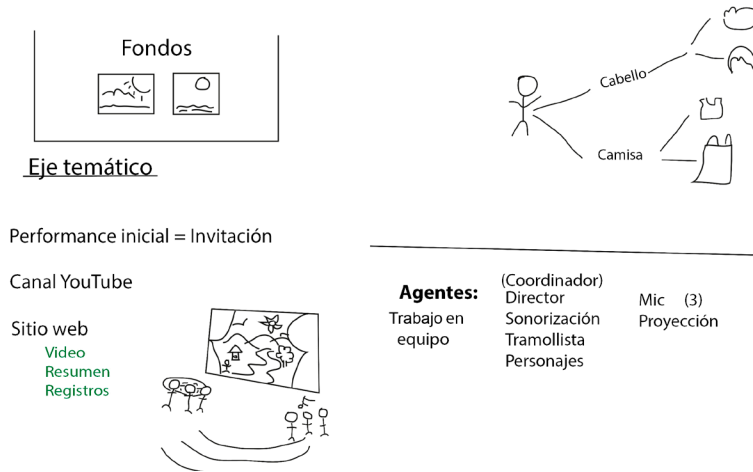 Fondos
Eje temático
Cabello
Camisa
Performance inicial = Invitación
Canal YouTube
Sitio web
Video
Resumen
Registros
Agentes:
Trabajo en
equipo
(Coordinador)
Director
Sonorización
Tramollista
Personajes
Mic (3)
Proyección